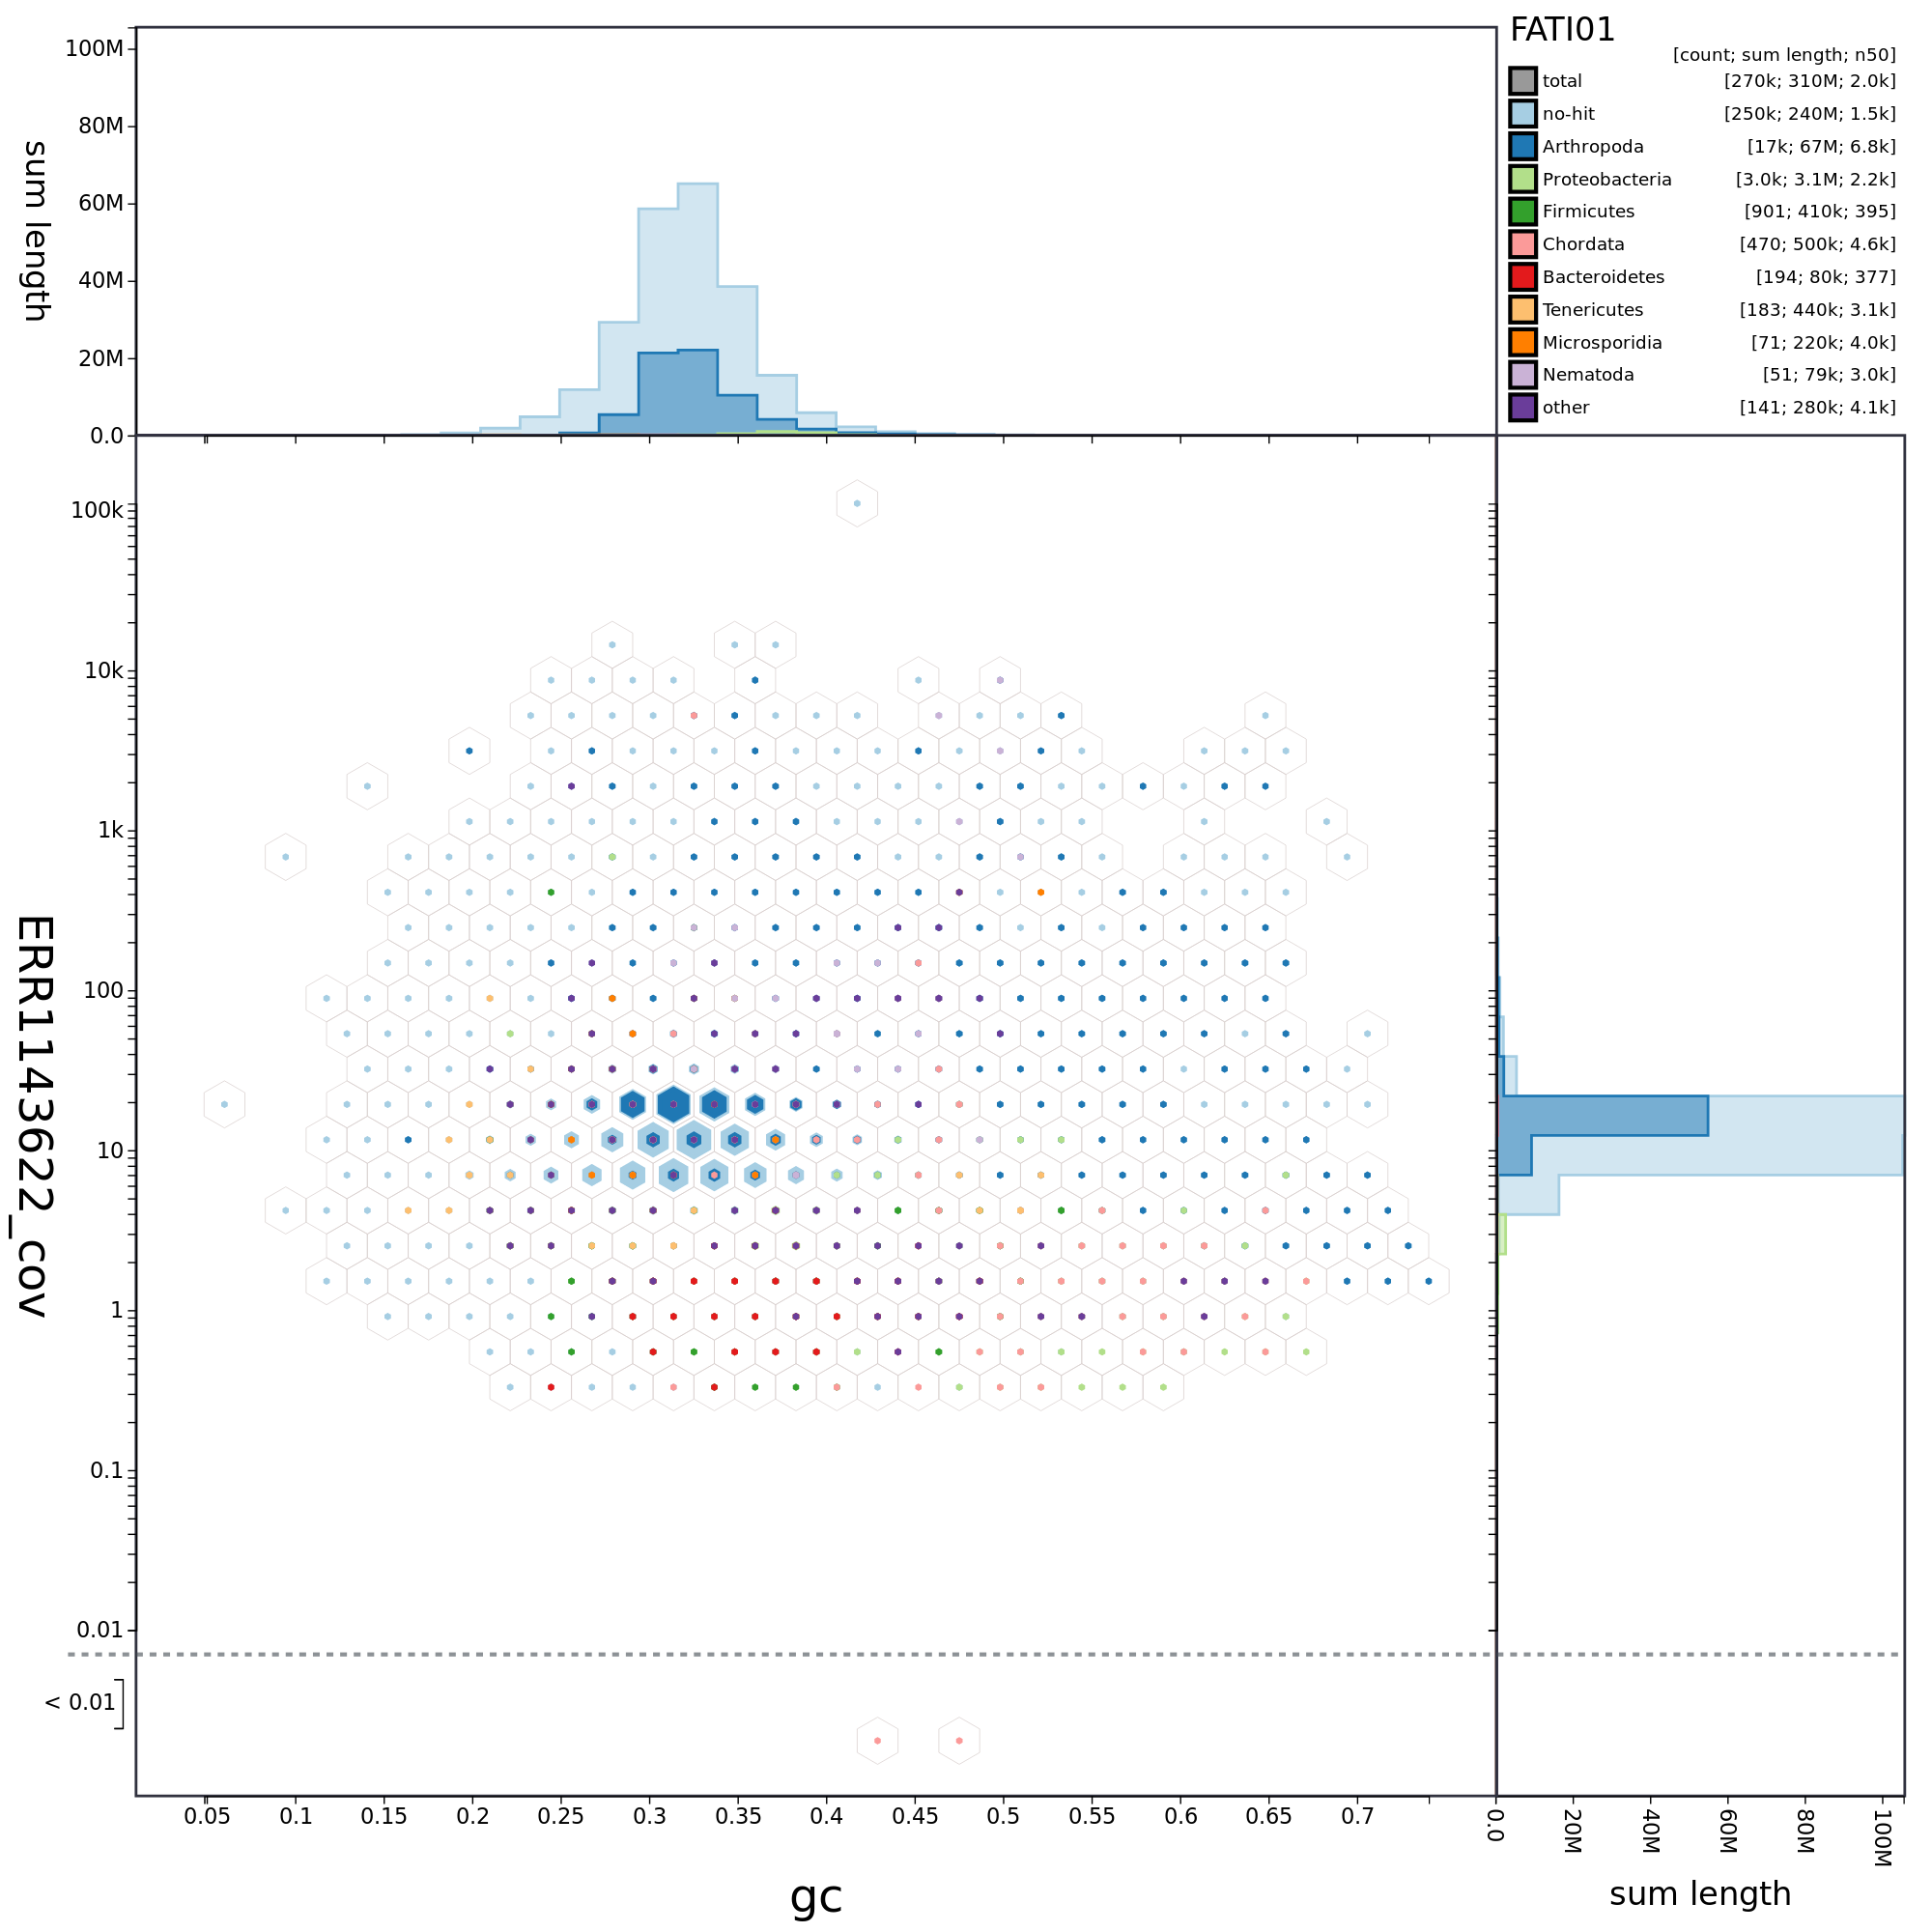 FATI01
[count; sum length; n50]
total [270k; 310M; 2.0k]
no-hit [250k; 240M; 1.5k]
Arthropoda [17k; 67M; 6.8k]
Proteobacteria [3.0k; 3.1M; 2.2k]
Firmicutes [901; 410k; 395]
Chordata [470; 500k; 4.6k]
Bacteroidetes [194; 80k; 377]
Tenericutes [183; 440k; 3.1k]
Microsporidia [71; 220k; 4.0k]
Nematoda [51; 79k; 3.0k]
other [141; 280k; 4.1k]
sum length
100M
80M
60M
40M
20M
0.0
ERR1143622_cov
100k
10k
1k
100
10
1
0.1
0.01
< 0.01
0.05 0.1 0.15 0.2 0.25 0.3 0.35 0.4 0.45 0.5 0.55 0.6 0.65 0.7
gc
0.0 20M 40M 60M 80M 100M
sum length